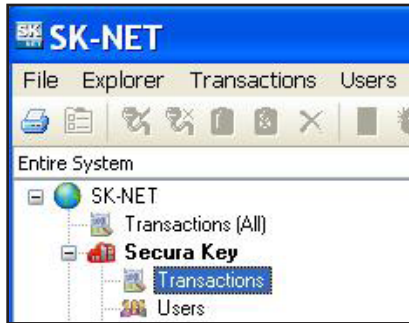 SK-NET
File Explorer Transactions Users
Entire System
SK-NET
Transactions (All)
Secura Key
Transactions
Users